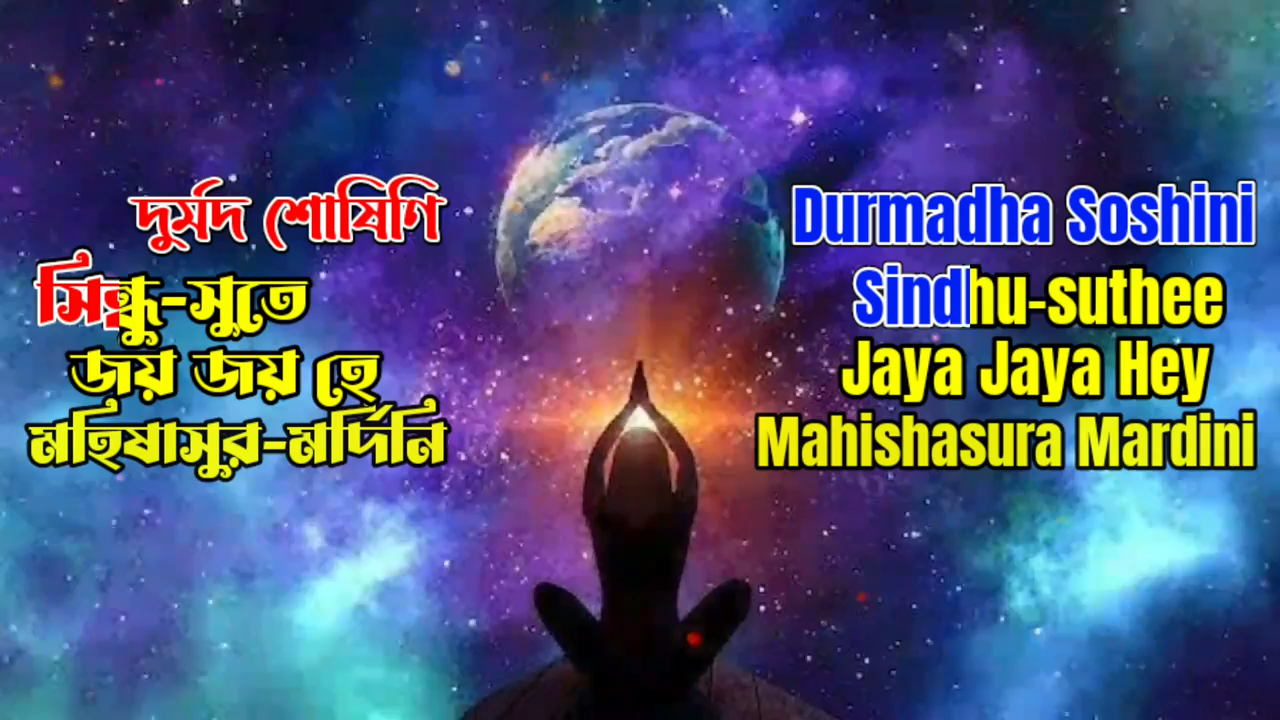 দুর্মদ শোষিণি
সিন্ধু-সুতে
জয় জয় হে
মহিষাসুর-মর্দিনি
Durmadha Soshini
Sindhu-suthee
Jaya Jaya Hey
Mahishasura Mardini